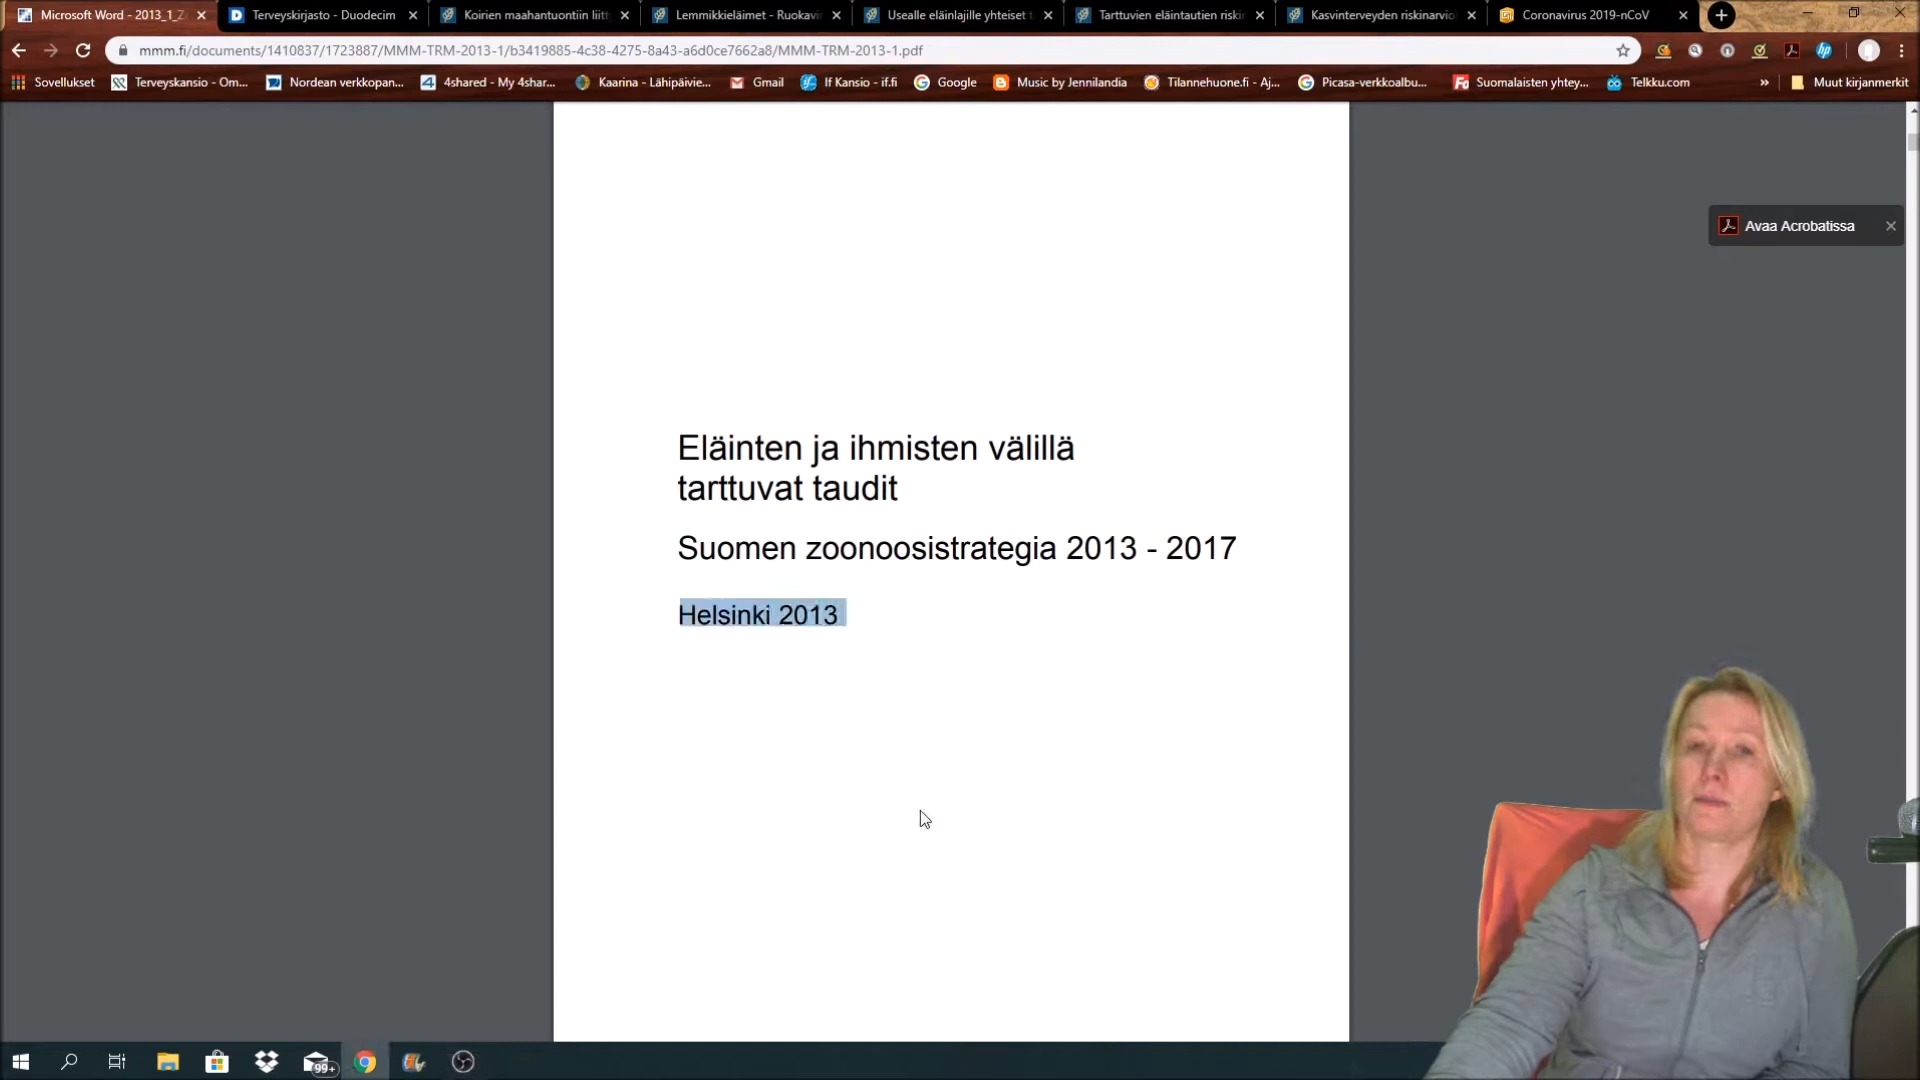 Microsoft Word - 2013_1_Z
Terveyskirjasto - Duodecim
Koirien maahantuontiin liitt
Lemmikkieläimet - Ruokavir
Usealle eläinlajille yhteiset t
Tarttuvien eläintautien riskin
Kasvinterveyden riskinarvio
Coronavirus 2019-nCoV
mmm.fi/documents/1410837/1723887/MMM-TRM-2013-1/b3419885-4c38-4275-8a43-a6d0ce7662a8/MMM-TRM-2013-1.pdf
Sovellukset
Terveyskansio - Om...
Nordean verkkopan...
4shared - My 4shar...
Kaarina - Lähipäivie...
Gmail
If Kansio - if.fi
Google
Music by Jennilandia
Tilannehuone.fi - Aj...
Picasa-verkkoalbu...
Suomalaisten yhtey...
Telkku.com
»
Muut kirjanmerkit
Avaa Acrobatissa
Eläinten ja ihmisten välillä
tarttuvat taudit
Suomen zoonoosistrategia 2013 - 2017
Helsinki 2013
99+